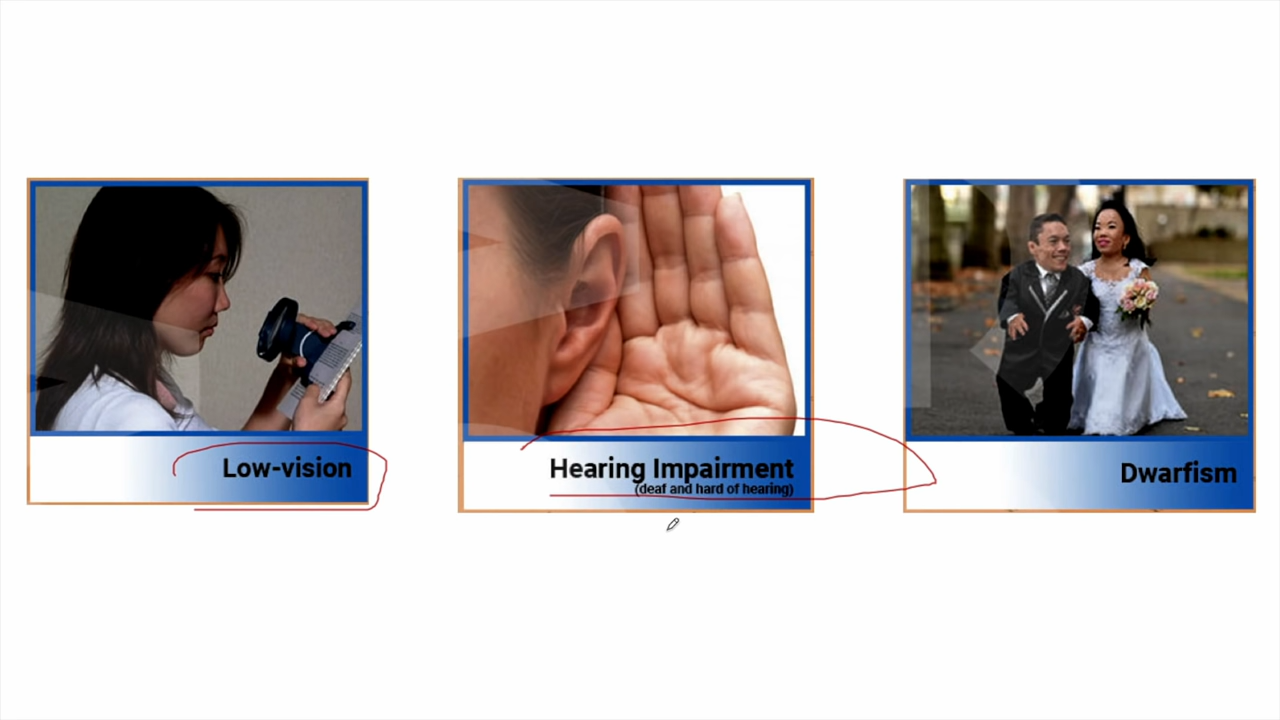 Low-vision
Hearing Impairment
(deaf and hard of hearing)
Dwarfism